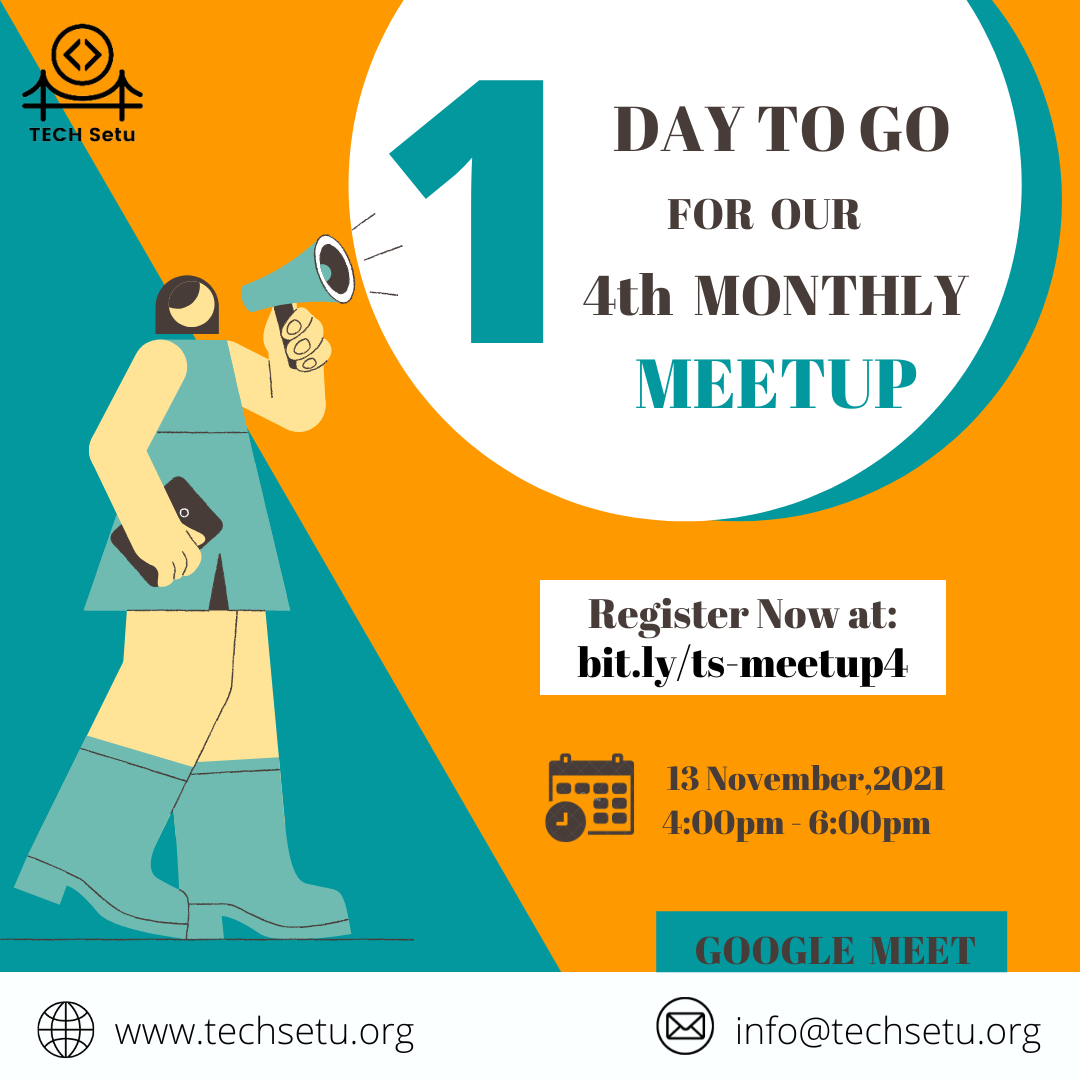 TECH Setu
1
DAY TO GO
FOR OUR
4th MONTHLY
MEETUP
Register Now at:
bit.ly/ts-meetup4
13 November,2021
4:00pm - 6:00pm
GOOGLE MEET
www.techsetu.org
info@techsetu.org